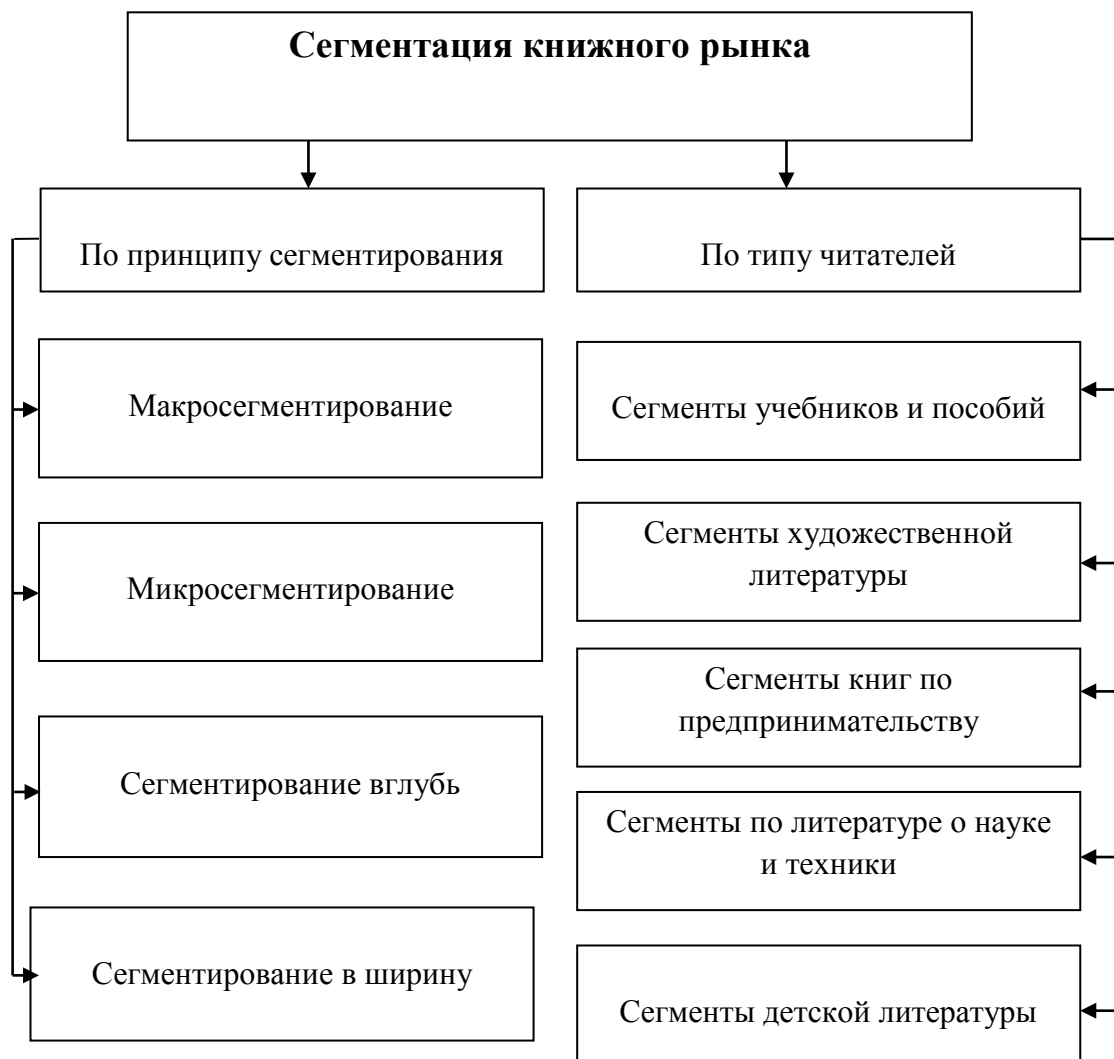 Сегментация книжного рынка
По принципу сегментирования
Макросегментирование
Микросегментирование
Сегментирование вглубь
Сегментирование в ширину
По типу читателей
Сегменты учебников и пособий
Сегменты художественной
литературы
Сегменты книг по
предпринимательству
Сегменты по литературе о науке
и техники
Сегменты детской литературы